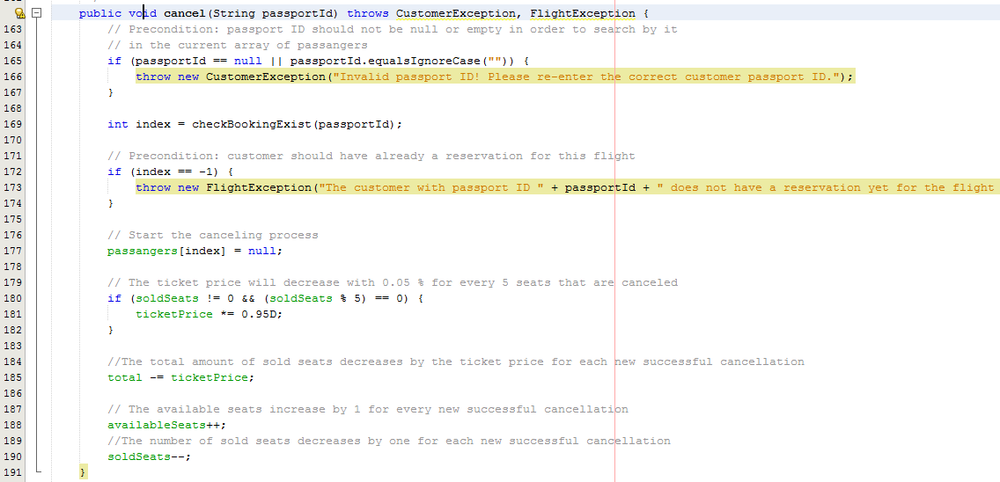 public void cancel(String passportId) throws CustomerException, FlightException {
163 // Precondition: passport ID should not be null or empty in order to search by it
164 // in the current array of passangers
165 if (passportId == null || passportId.equalsIgnoreCase("")) {
166 throw new CustomerException("Invalid passport ID! Please re-enter the correct customer passport ID.");
167 }
168
169 int index = checkBookingExist(passportId);
170
171 // Precondition: customer should have already a reservation for this flight
172 if (index == -1) {
173 throw new FlightException("The customer with passport ID " + passportId + " does not have a reservation yet for the flight
174 }
175
176 // Start the canceling process
177 passangers[index] = null;
178
179 // The ticket price will decrease with 0.05 % for every 5 seats that are canceled
180 if (soldSeats != 0 && (soldSeats % 5) == 0) {
181 ticketPrice *= 0.95D;
182 }
183
184 //The total amount of sold seats decreases by the ticket price for each new successful cancellation
185 total -= ticketPrice;
186
187 // The available seats increase by 1 for every new successful cancellation
188 availableSeats++;
189 //The number of sold seats decreases by one for each new successful cancellation
190 soldSeats--;
191 }